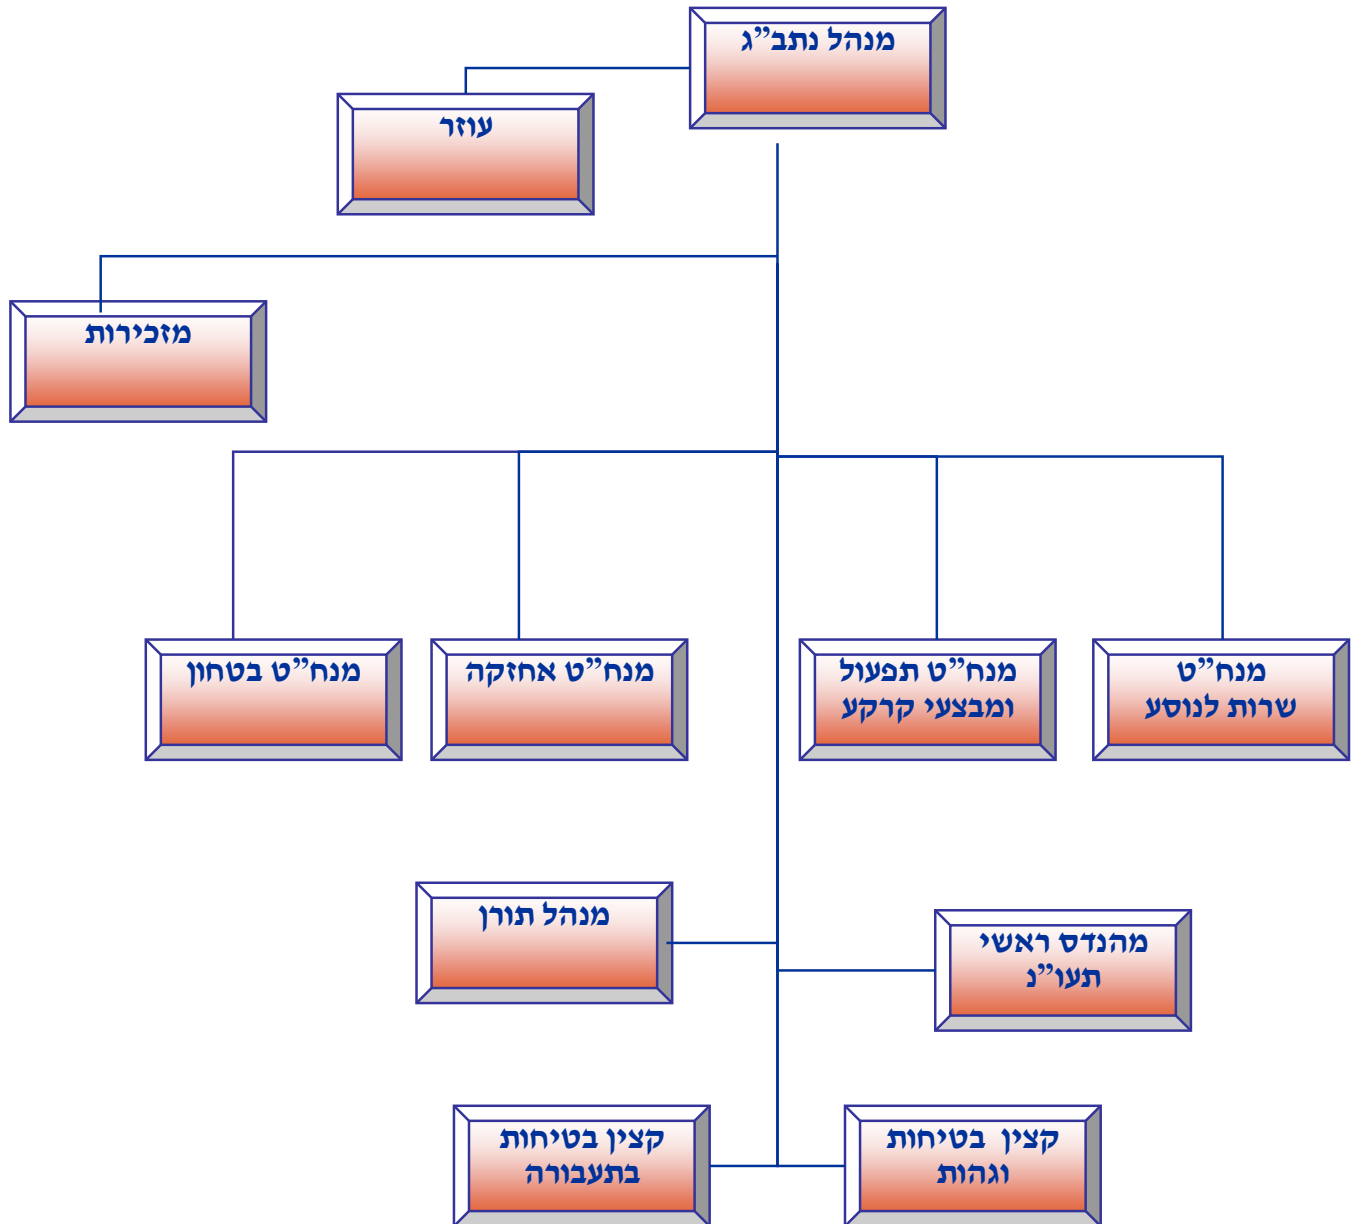 מנהל נתב”ג
עוזר
מזכירות
מנח”ט
שרות לנוסע
מנח”ט תפעול
ומבצעי קרקע
מנח”ט אחזקה
מנח”ט בטחון
מנהל תורן
מהנדס ראשי
תעו”נ
קצין בטיחות
וגהות
קצין בטיחות
בתעבורה